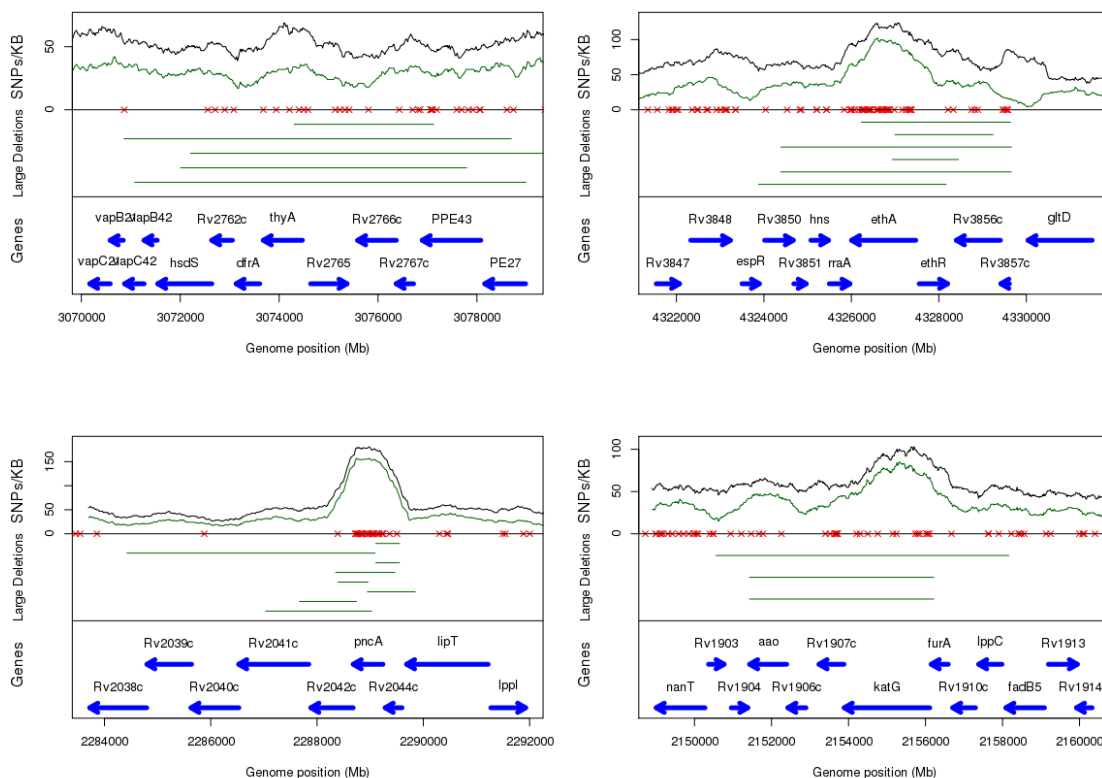 SNPs/KB
50
0
Large Deletions
Genes
Rv2762c thyA Rv2766c PPE43
vapC42 hsdS dfrA Rv2765 Rv2767c PE27
3070000 3072000 3074000 3076000 3078000
Genome position (Mb)
SNPs/KB
100
50
0
Large Deletions
Genes
Rv3848 Rv3850 hns ethA Rv3856c gltD
Rv3847 espR Rv3851 rraA ethR Rv3857c
4322000 4324000 4326000 4328000 4330000
Genome position (Mb)
SNPs/KB
150
50
0
Large Deletions
Genes
Rv2039c Rv2041c pncA lipT
Rv2038c Rv2040c Rv2042c Rv2044c lppI
2284000 2286000 2288000 2290000 2292000
Genome position (Mb)
SNPs/KB
100
50
0
Large Deletions
Genes
Rv1903 aao Rv1907c furA lppC Rv1913
nanT Rv1904 Rv1906c katG Rv1910c fadB5 Rv1914
2150000 2152000 2154000 2156000 2158000 2160000
Genome position (Mb)